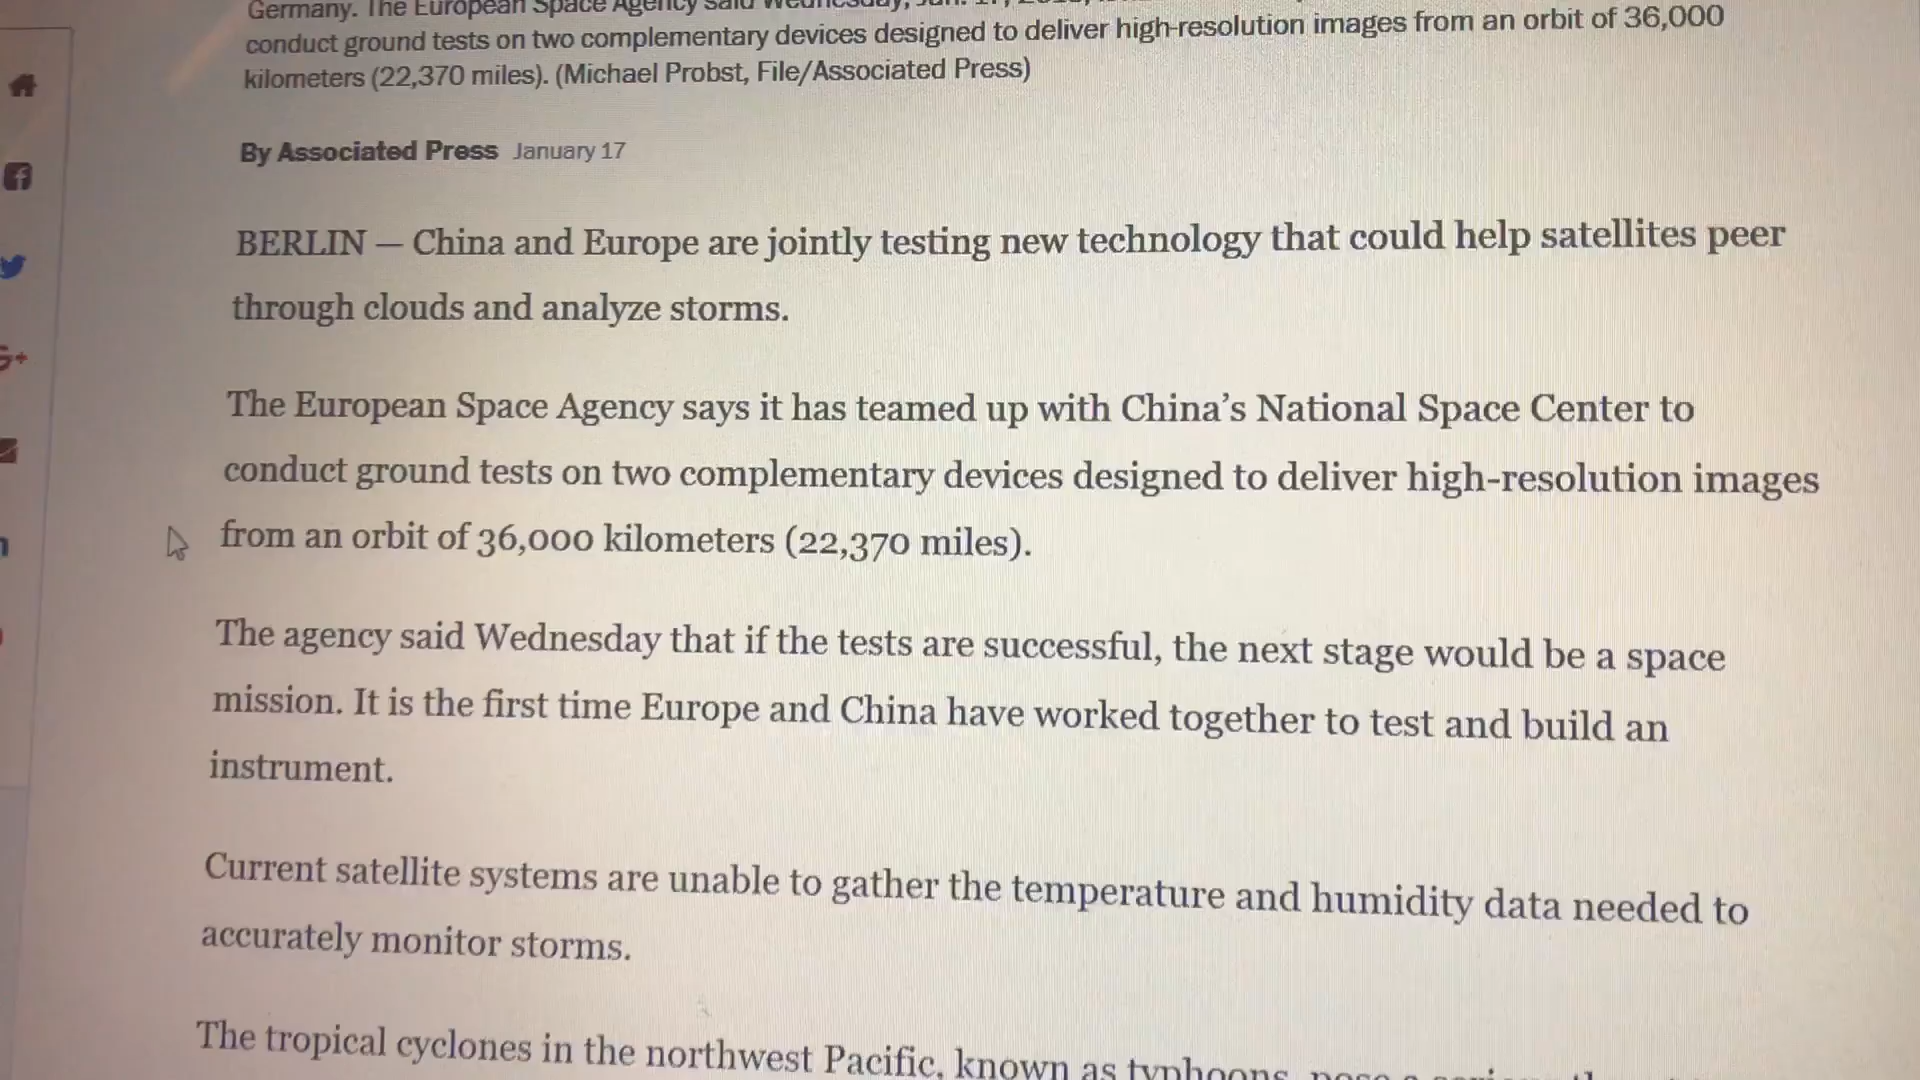 Germany. The European Space Agency said Wednesday, Jan. 17,
conduct ground tests on two complementary devices designed to deliver high-resolution images from an orbit of 36,000
kilometers (22,370 miles). (Michael Probst, File/Associated Press)
By Associated Press January 17
BERLIN — China and Europe are jointly testing new technology that could help satellites peer
through clouds and analyze storms.
The European Space Agency says it has teamed up with China’s National Space Center to
conduct ground tests on two complementary devices designed to deliver high-resolution images
from an orbit of 36,000 kilometers (22,370 miles).
The agency said Wednesday that if the tests are successful, the next stage would be a space
mission. It is the first time Europe and China have worked together to test and build an
instrument.
Current satellite systems are unable to gather the temperature and humidity data needed to
accurately monitor storms.
The tropical cyclones in the northwest Pacific, known as typhoons, pose a